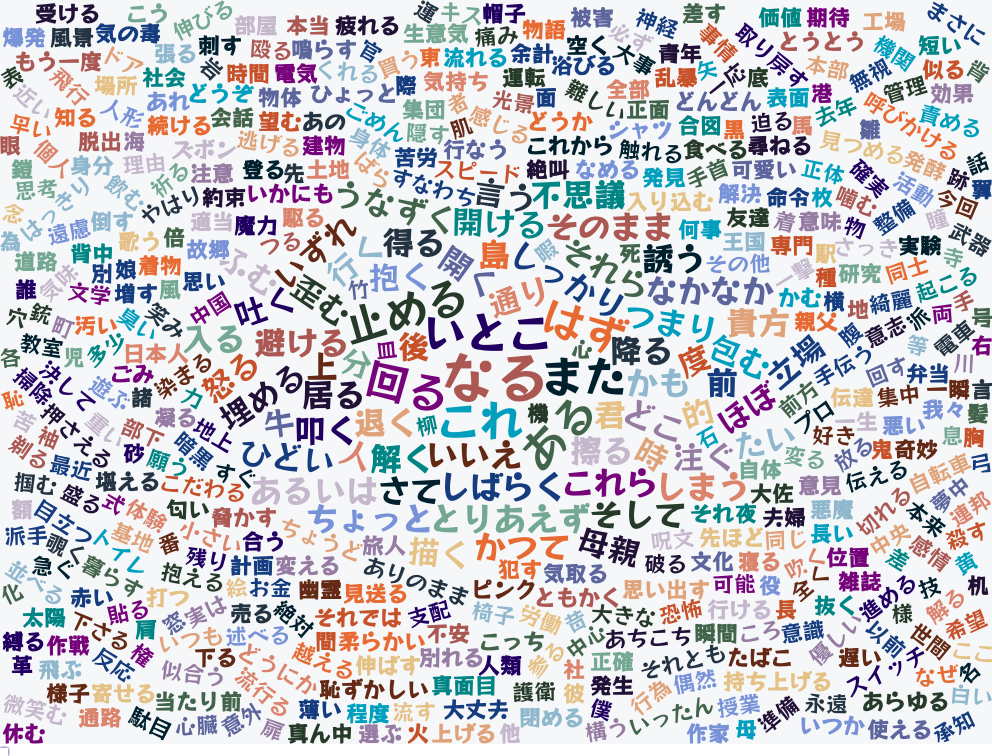 受ける こう 伸びる 部屋 本当 疲れる 運 キス 帽子 物語 被害 必ず 神経 差す 価値 期待 工場 まさに
爆発 風景 気の毒 張る 刺す 殴る 鳴らす 官 生意気 痛み 空く 大事 青年 事情 取り戻す とうとう 機関 短い
もう一度 ドア 時間 電気 くれる 買う 東 流れる 余計 浴びる 乱暴 矢 底 本部 無視 似る 背
表 飛行 場所 社会 際 気持ち 運転 全部 管理 効果
近い あれ どうぞ 物体 ひょっと 集団 老 光景 面 難しい 正面 どんどん 表面 港 去年 呼びかける
早い 知る 人形 続ける 会話 望む あの ごめん 隠す 肌 感じる どうか シャツ 合図 黒 迫る 馬 責める
眼 個人 脱出 海 ズボン 逃げる 建物 身体 苦労 行なう これから 触れる 食べる 尋ねる 見つめる 雛 発酵 話
鎧 身分 理由 祈る 注意 登る 先 土地 ばら スピード 絶叫 なめる 発見 手首 可愛い 正体 確実 活動 跡 翼
思考 はっきり 飲む やはり 約束 いかにも うなずく すなわち 言う 不思議 入り込む 解決 命令 枚 噛む 整備 今回
念 遠慮 倒す 適当 魔力 駆る いずれ 開ける そのまま 何事 友達 着 意味 物 瞳 武器
為 背中 歌う 倍 故郷 つる 行く 得る 開く 島 暇 それら 死 誘う 王国 専門 駅 さっき 実験 寺
道路 別 娘 着物 ふむ 歪む 竹 抱く しっかり その他 一撃 種 研究 同士 起こる
誰 気味 文学 増す 風 思い 中国 吐く 止める 通り なかなか かむ 横 地 綺麗 両手
穴 銃 町 汚い 臭い 笑み 入る 避ける いとこ はず つまり 貴方 親父 腹 意志 派 電車 号
各 教室 児 多少 日本人 怒る 上 分 皿 後 心 降る 度 包む 立場 手伝う 等 右
掃除 決して ごみ 染まる 埋める 居る 回る なる また かも 前 回す 弁当 川
恥 遊ぶ 諸 力 牛 叩く 退く 柳 これ 機 ある 君 どこ 的 ほぼ 前方 プロ 伝達 集中 一瞬 言
苦 袖 押さえる 重い 凝る 地上 ひどい 人 解く いいえ 擦る 時 注ぐ 石 たい 好き 一生 悪い 我々 髪
剃る 最近 部下 砂 願う 暗黒 すぐ 自体 変る 放る 鬼 奇妙 息 胸
掴む 盛る 堪える こだわる あるいは さて しばらく これら しまう 大佐 意見 伝える 自転車 弓
額 式 体験 匂い 脅かす ちょっと とりあえず そして それ 夜 夫婦 悪魔 切れる 夢中
派手 目立つ トイレ 基地 番 小さい 合う ちょうど 旅人 描く かつて 母親 呪文 先ほど 同じ 長い 中央 本来 連邦
急ぐ 覗く 暮らす 残り 計画 変える ありのまま 犯す 気取る 破る 文化 寝る 吹く 位置 差 感情 殺す
化 並べる 赤い 打つ 抱える 絵 お金 幽霊 見送る ピンク ともかく 思い出す 可能 役 全く 雑誌 技 黄 机
太陽 貼る 窓 実は 売る 絶対 それでは 支配 椅子 労働 昔 大きな 恐怖 行ける 長 抜く 進める 様 解る 希望
縛る 作戦 下さる 肩 いつも 述べる 間 柔らかい 不安 こっち 中心 あちこち 瞬間 ころ 意識 優しい 以前 世間 ここ
革 飛ぶ 反応 権 似合う 下る どうにか 越える 伸ばす 別れる 人類 参る 社 正確 それとも たばこ 遅い スイッチ なぜ 名
様子 寄せる 当たり前 流行る 恥ずかしい 真面目 護衛 彼 発生 行為 偶然 持ち上げる あらゆる 白い
微笑む 通路 駄目 心臓 意外 扉 薄い 程度 流す 大丈夫 閉める 僕 いったん 授業 準備 永遠
休む 真ん中 選ぶ 火 上げる 他 構う 作家 母 いつか 使える 承知